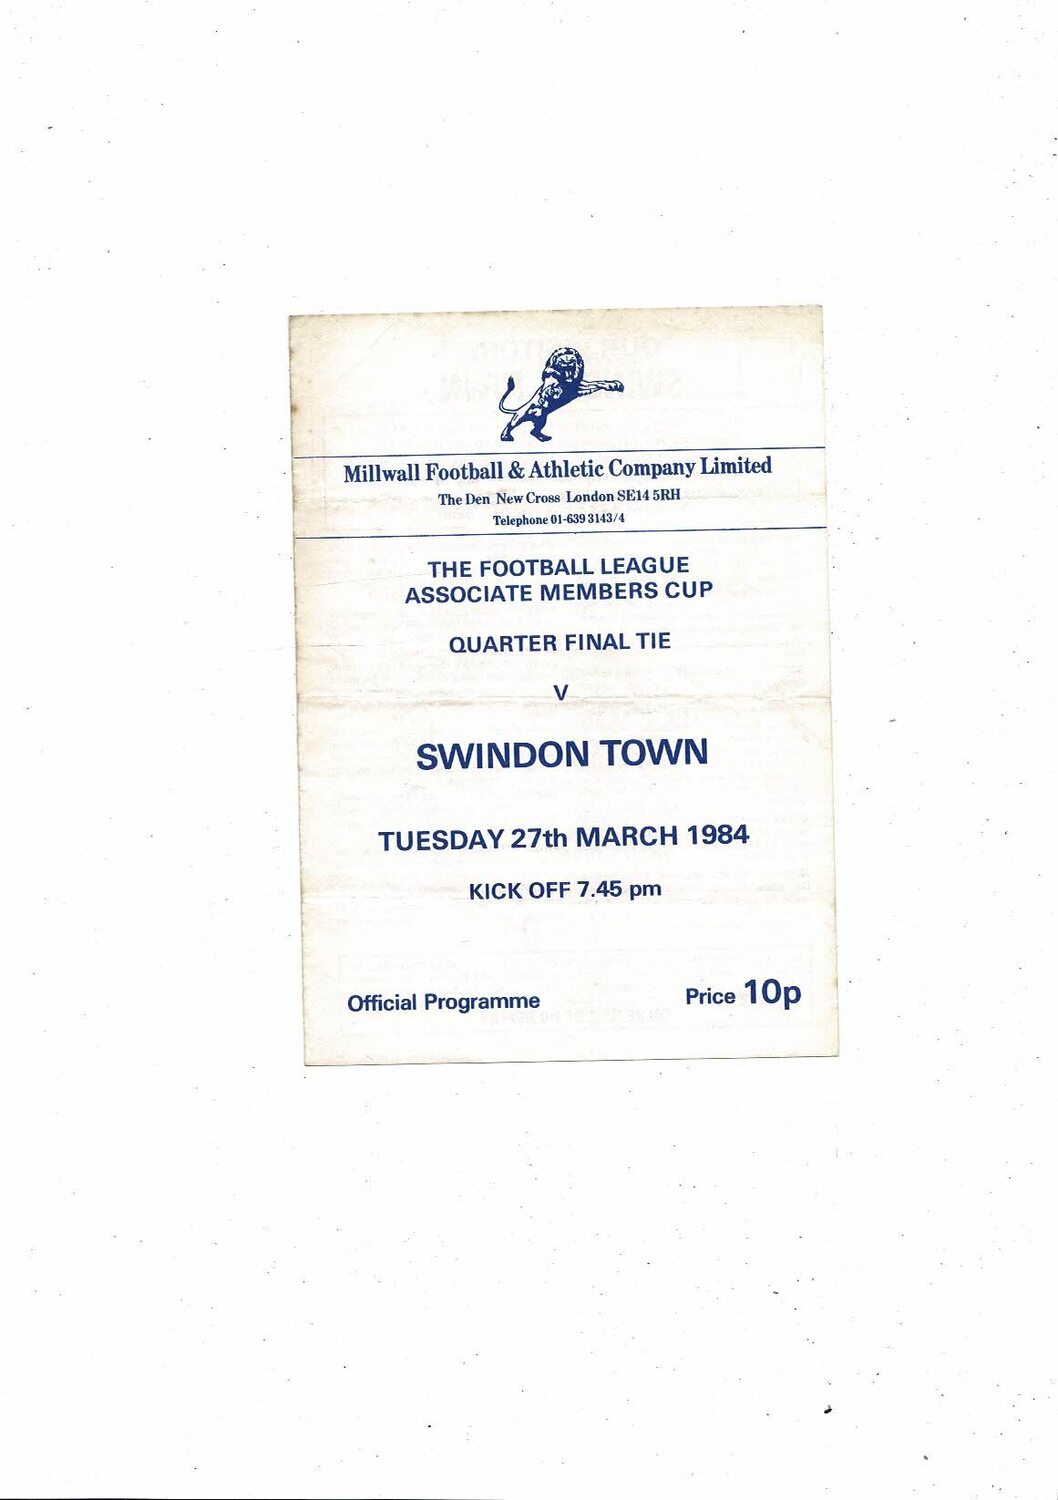 Millwall Football & Athletic Company Limited
The Den New Cross London SE14 5RH
Telephone 01-639 3143/4
THE FOOTBALL LEAGUE
ASSOCIATE MEMBERS CUP
QUARTER FINAL TIE
V
SWINDON TOWN
TUESDAY 27th MARCH 1984
KICK OFF 7.45 pm
Official Programme
Price 10p